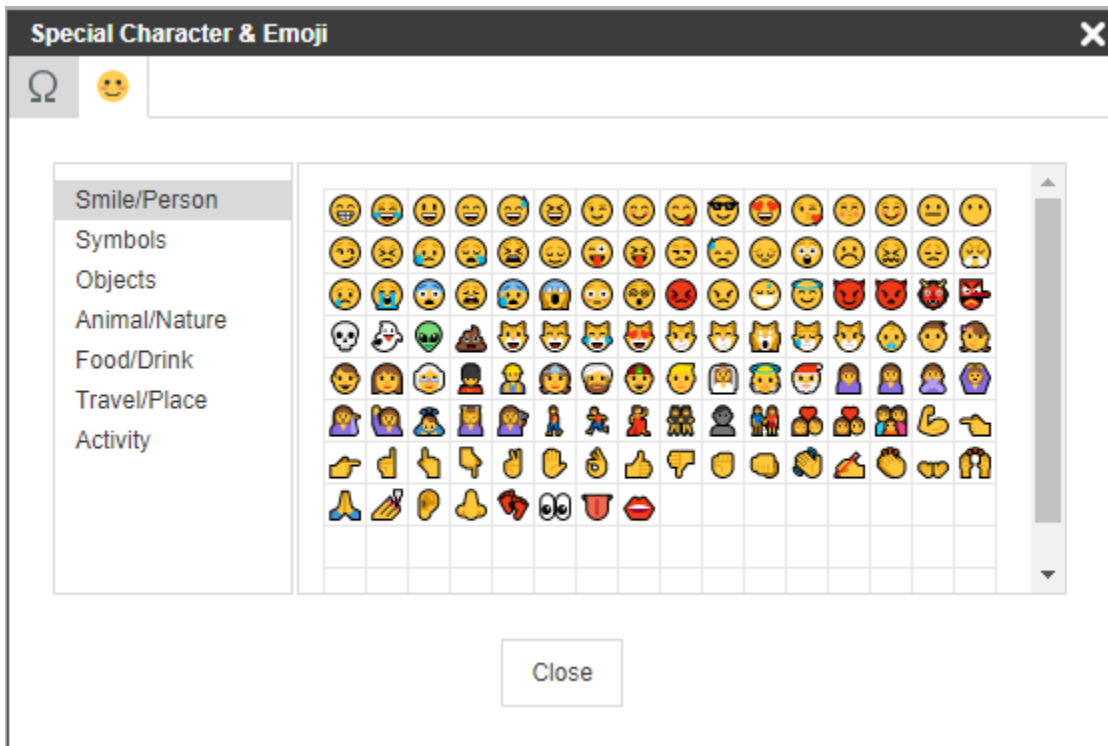 Special Character & Emoji
Ω
Smile/Person
Symbols
Objects
Animal/Nature
Food/Drink
Travel/Place
Activity
Close